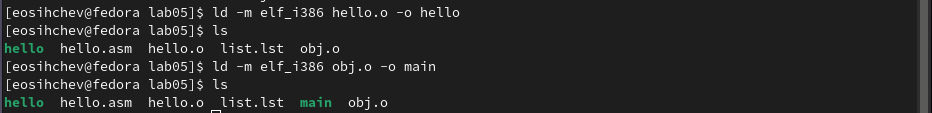 [eosihchev@fedora lab05]$ ld -m elf_i386 hello.o -o hello
[eosihchev@fedora lab05]$ ls
hello  hello.asm  hello.o  list.lst  obj.o
[eosihchev@fedora lab05]$ ld -m elf_i386 obj.o -o main
[eosihchev@fedora lab05]$ ls
hello  hello.asm  hello.o  list.lst  main  obj.o